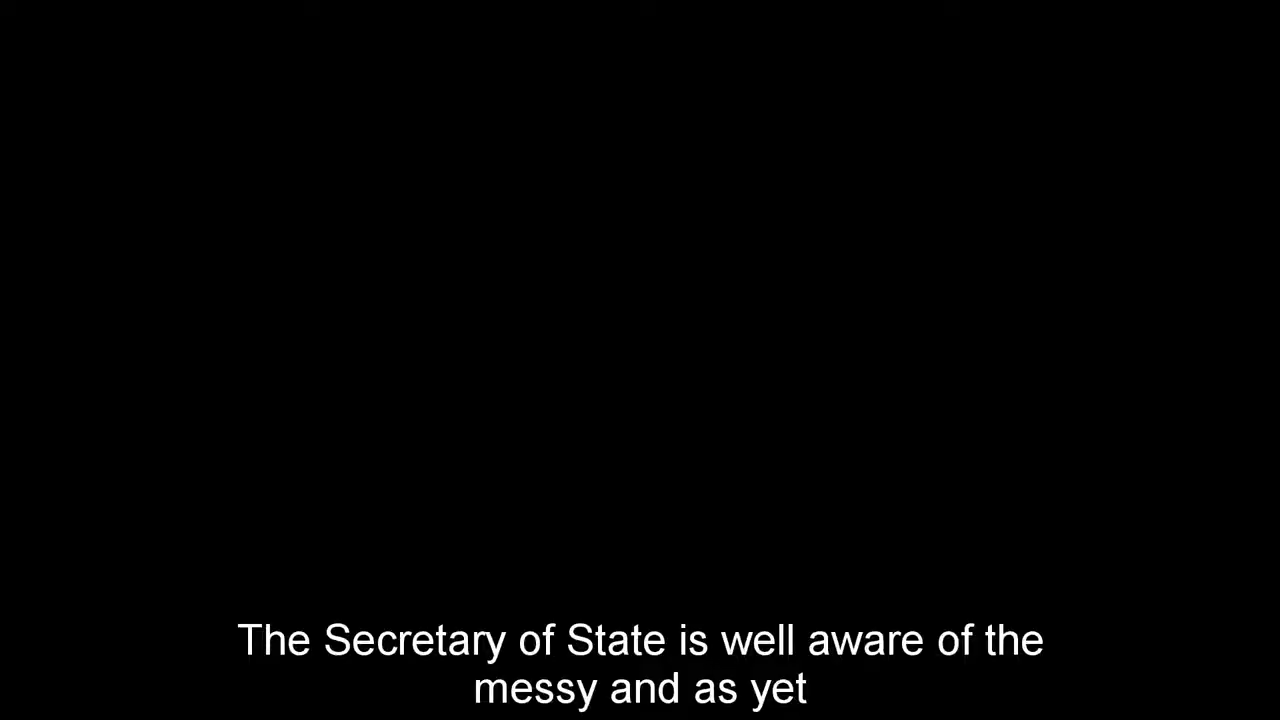 The Secretary of State is well aware of the
messy and as yet